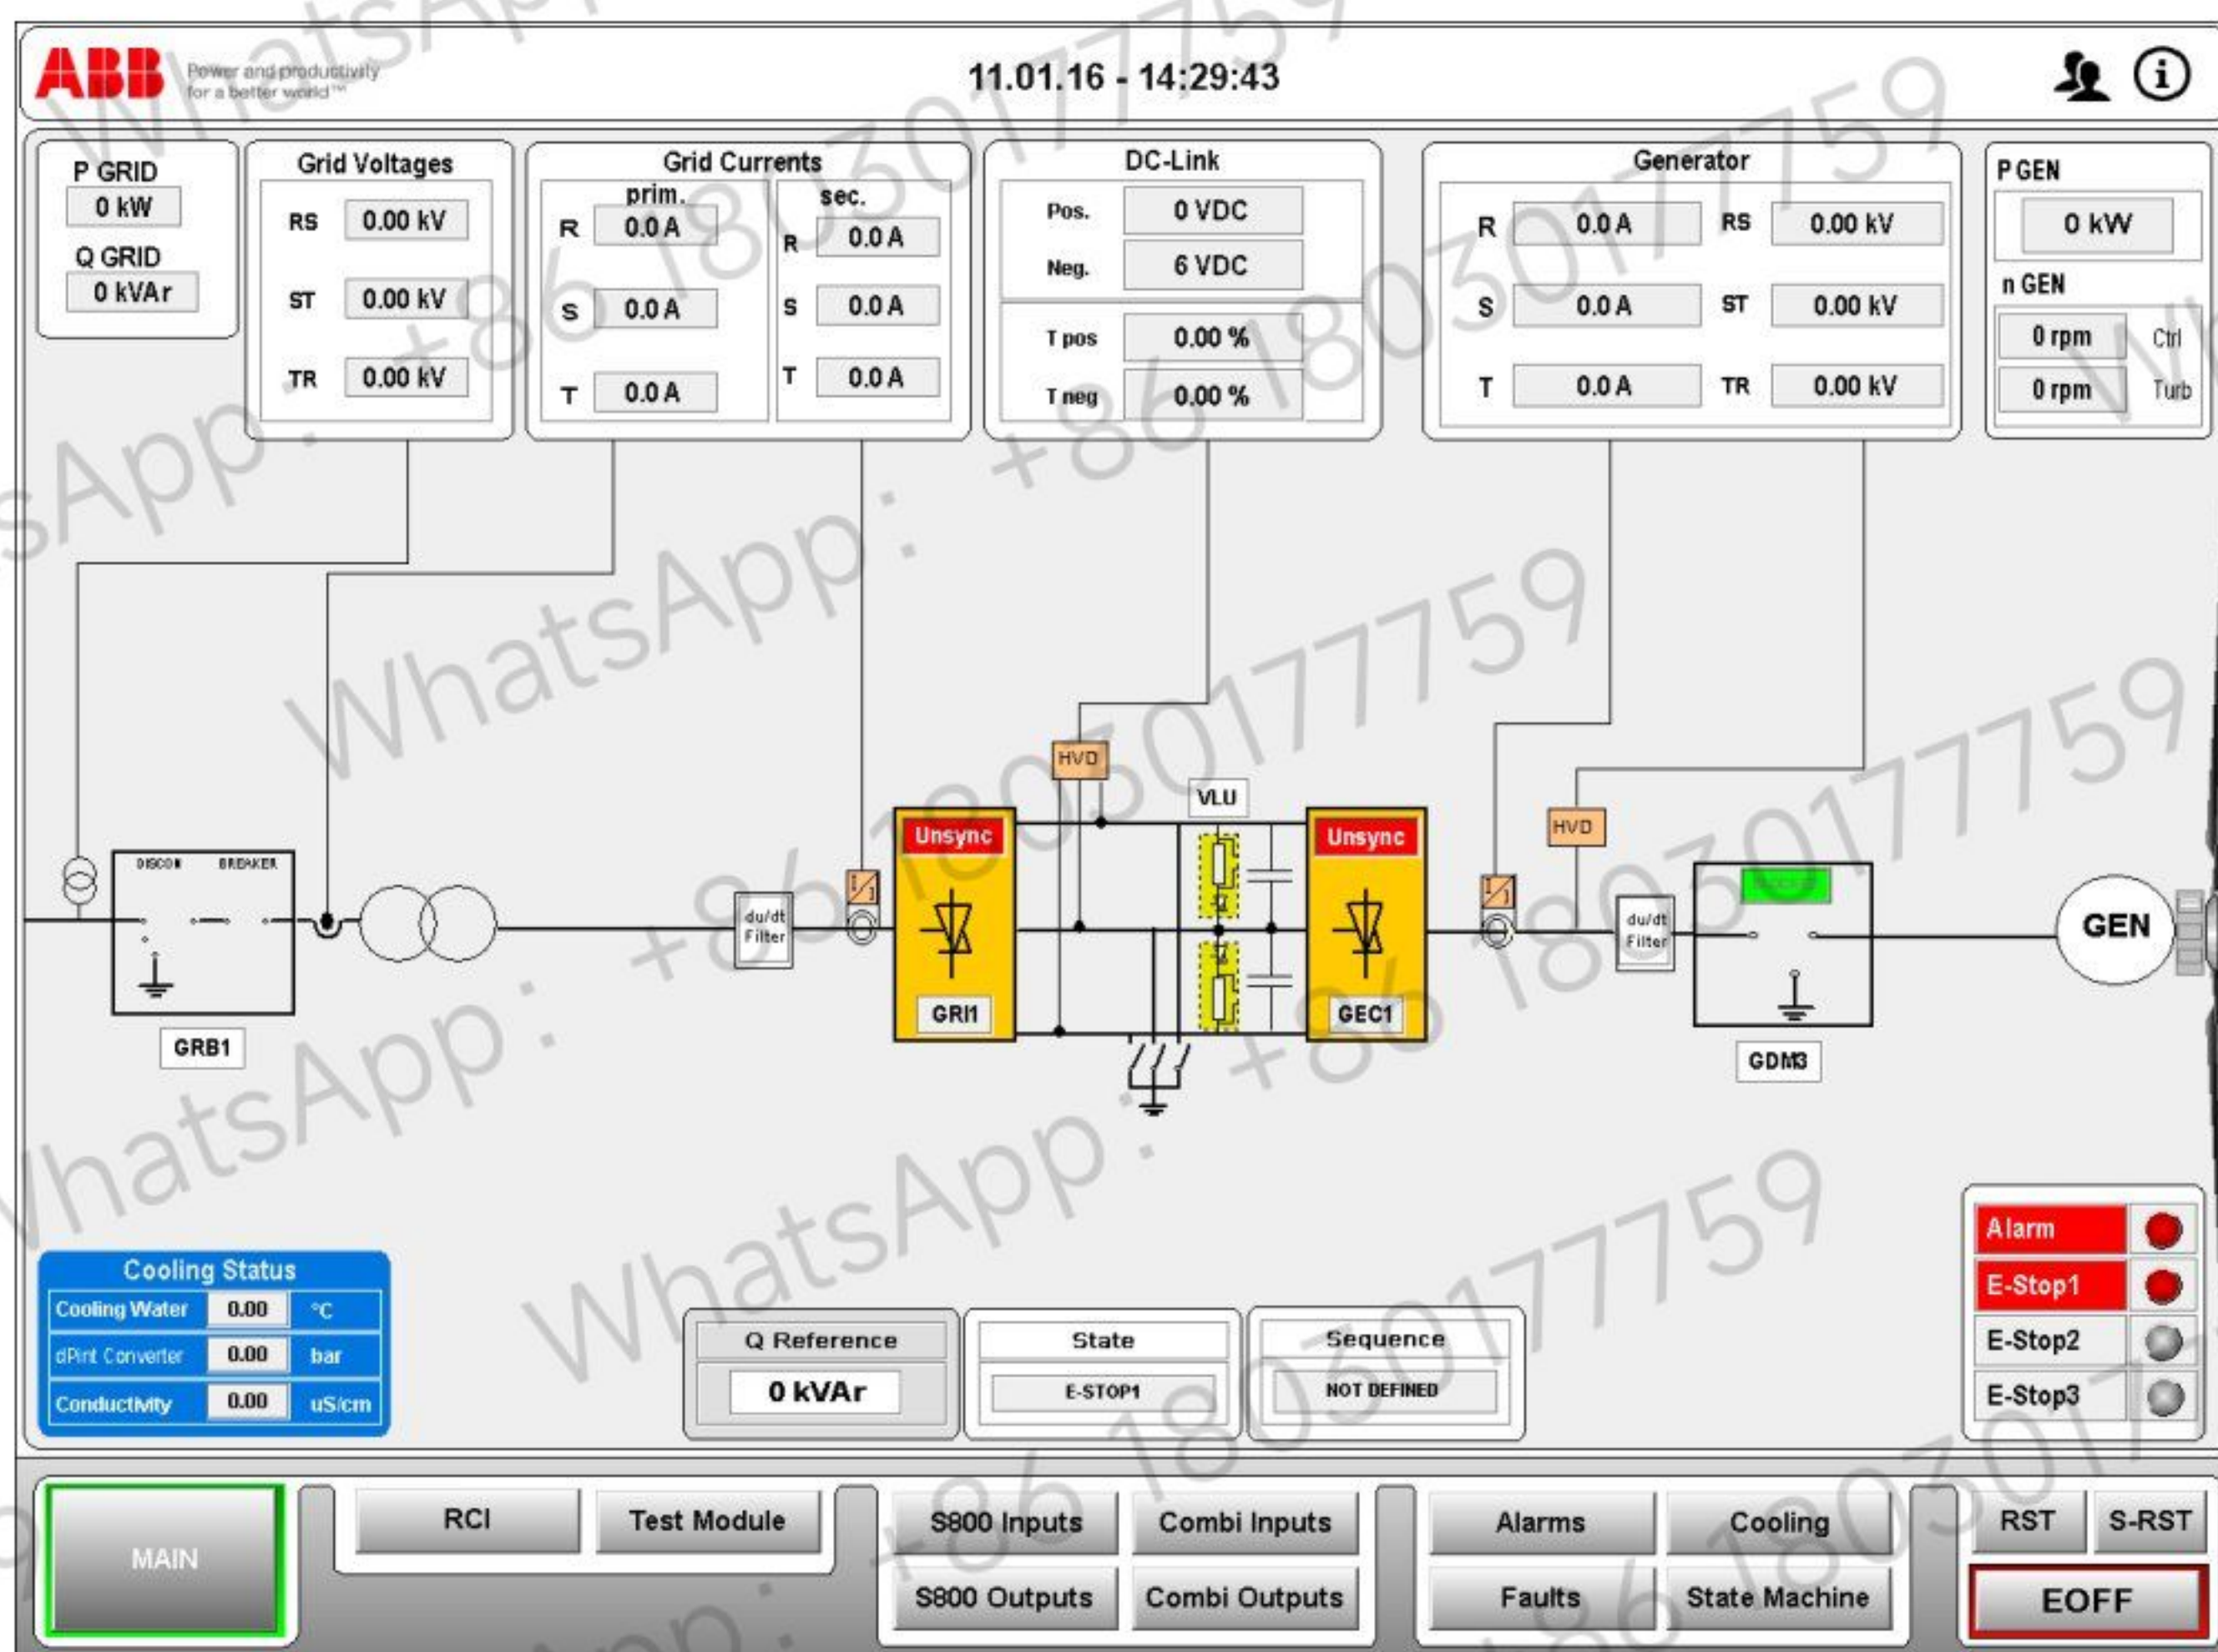 ABB
Power and productivity
for a better world™
11.01.16 - 14:29:43
P GRID
0 kW
Q GRID
0 kVAr
Grid Voltages
RS 0.00 kV
ST 0.00 kV
TR 0.00 kV
Grid Currents
prim. sec.
R 0.0 A R 0.0 A
S 0.0 A S 0.0 A
T 0.0 A T 0.0 A
DC-Link
Pos. 0 VDC
Neg. 6 VDC
T pos 0.00 %
T neg 0.00 %
Generator
R 0.0 A RS 0.00 kV
S 0.0 A ST 0.00 kV
T 0.0 A TR 0.00 kV
P GEN
0 kW
n GEN
0 rpm Ctrl
0 rpm Turb
HVD
VLU
HVD
Unsync
Unsync
DISCON BREAKER
du/dt
Filter
du/dt
Filter
GEN
GRI1
GEC1
GRB1
GDM3
Cooling Status
Cooling Water 0.00 °C
dPint Converter 0.00 bar
Conductivity 0.00 uS/cm
Q Reference
0 kVAr
State
E-STOP1
Sequence
NOT DEFINED
Alarm
E-Stop1
E-Stop2
E-Stop3
MAIN
RCI
Test Module
S800 Inputs
Combi Inputs
S800 Outputs
Combi Outputs
Alarms
Cooling
Faults
State Machine
RST
S-RST
EOFF
WhatsApp: +86 18030177759